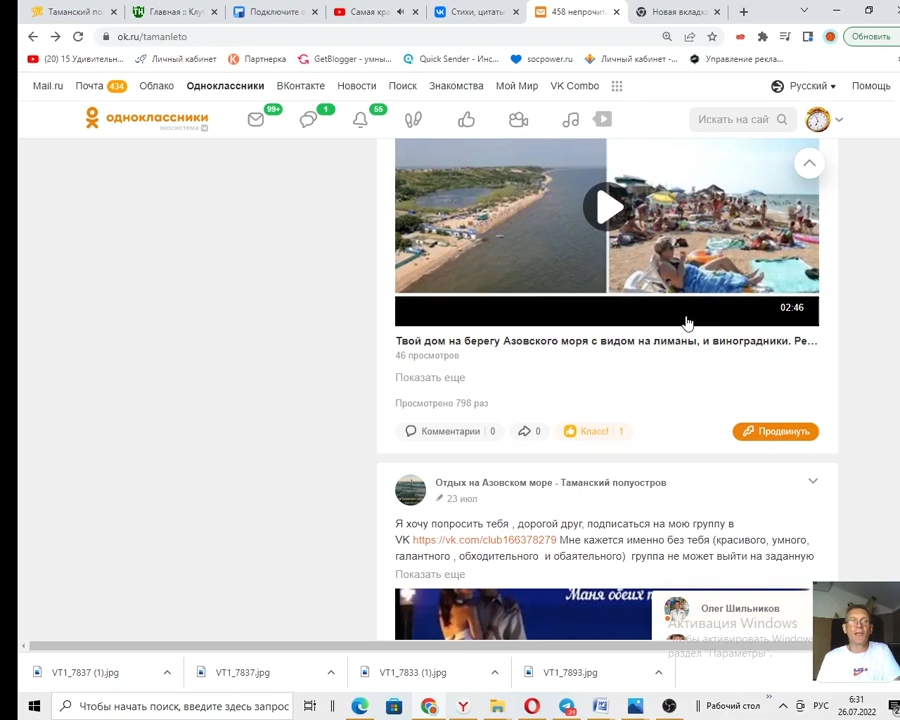 Таманский по
Главная :: Клу
Подключите с
Самая кра
Стихи, цитаты
458 непрочит
Новая вкладк
ok.ru/tamanleto
Обновить
(20) 15 Удивительн...
Личный кабинет
Партнерка
GetBlogger - умны...
Quick Sender - Инс...
socpower.ru
Личный кабинет -...
Управление рекла...
Mail.ru
Почта 434
Облако
Одноклассники
ВКонтакте
Новости
Поиск
Знакомства
Мой Мир
VK Combo
Русский
Помощь
одноклассники
ЭКОСИСТЕМА
99+
1
55
Искать на сай
02:46
Твой дом на берегу Азовского моря с видом на лиманы, и виноградники. Ре...
46 просмотров
Показать еще
Просмотрено 798 раз
Комментарии 0
0
Класс! 1
Продвинуть
Отдых на Азовском море - Таманский полуостров
23 июл
Я хочу попросить тебя , дорогой друг, подписаться на мою группу в
VK https://vk.com/club166378279 Мне кажется именно без тебя (красивого, умного,
галантного , обходительного и обаятельного) группа не может выйти на заданную
Показать еще
Маня обеих
Олег Шильников
Активация Windows
Чтобы активировать Windows
раздел "Параметры".
VT1_7837 (1).jpg
VT1_7837.jpg
VT1_7833 (1).jpg
VT1_7893.jpg
Чтобы начать поиск, введите здесь запрос
Рабочий стол
РУС
6:31
26.07.2022